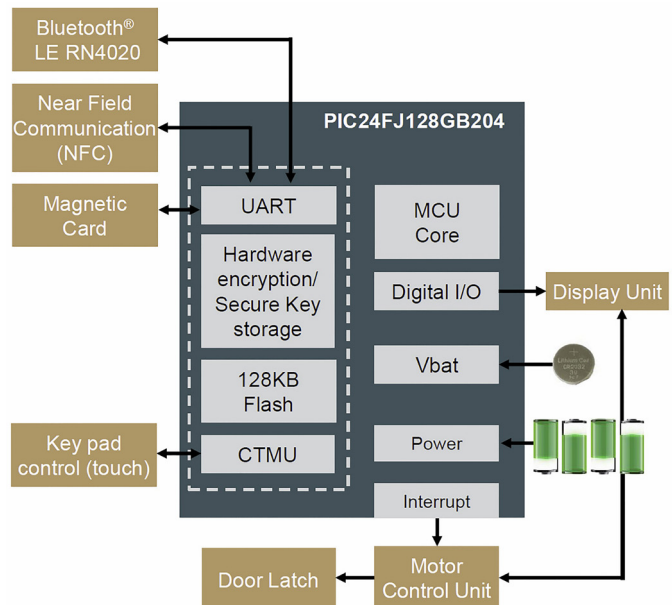 Bluetooth®
LE RN4020
Near Field
Communication
(NFC)
Magnetic
Card
Key pad
control (touch)
PIC24FJ128GB204
UART
Hardware
encryption/
Secure Key
storage
128KB
Flash
CTMU
MCU
Core
Digital I/O
Vbat
Power
Interrupt
Display Unit
Door Latch
Motor
Control Unit